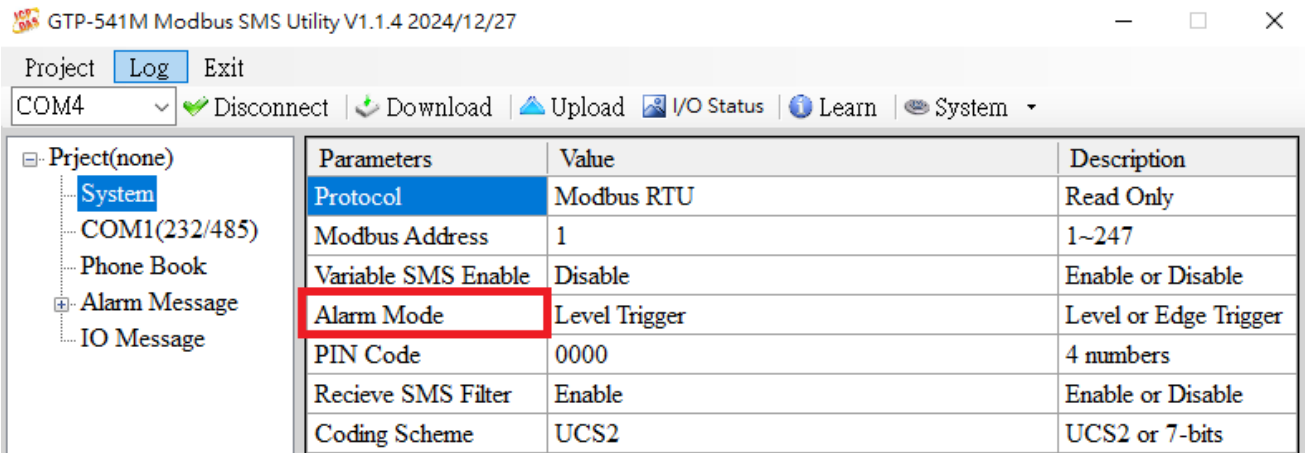 GTP-541M Modbus SMS Utility V1.1.4 2024/12/27
Project Log Exit
COM4 Disconnect Download Upload I/O Status Learn System
Prject(none)
System
COM1(232/485)
Phone Book
Alarm Message
IO Message
Parameters Value Description
Protocol Modbus RTU Read Only
Modbus Address 1 1~247
Variable SMS Enable Disable Enable or Disable
Alarm Mode Level Trigger Level or Edge Trigger
PIN Code 0000 4 numbers
Recieve SMS Filter Enable Enable or Disable
Coding Scheme UCS2 UCS2 or 7-bits